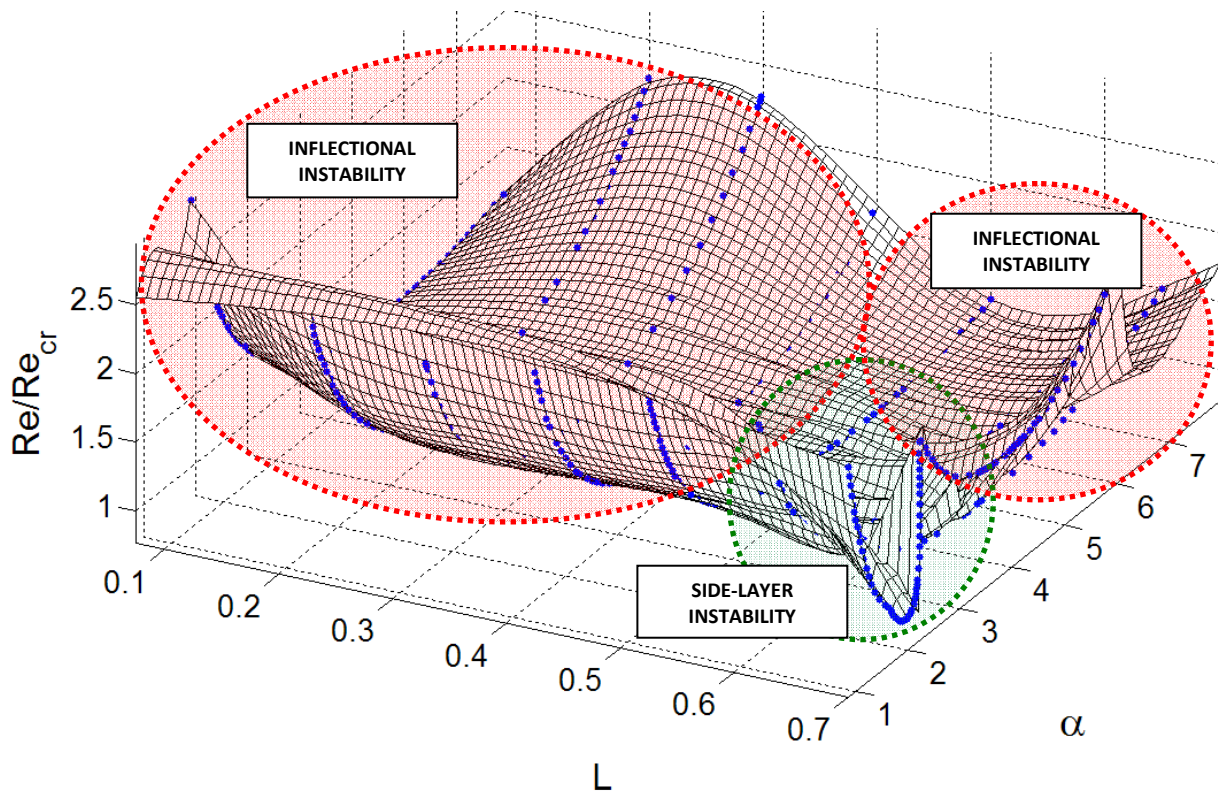 INFLECTIONAL
INSTABILITY
INFLECTIONAL
INSTABILITY
SIDE-LAYER
INSTABILITY
Re/Re_cr
2.5
2
1.5
1
0.1
0.2
0.3
0.4
0.5
0.6
0.7
L
1
2
3
4
5
6
7
α